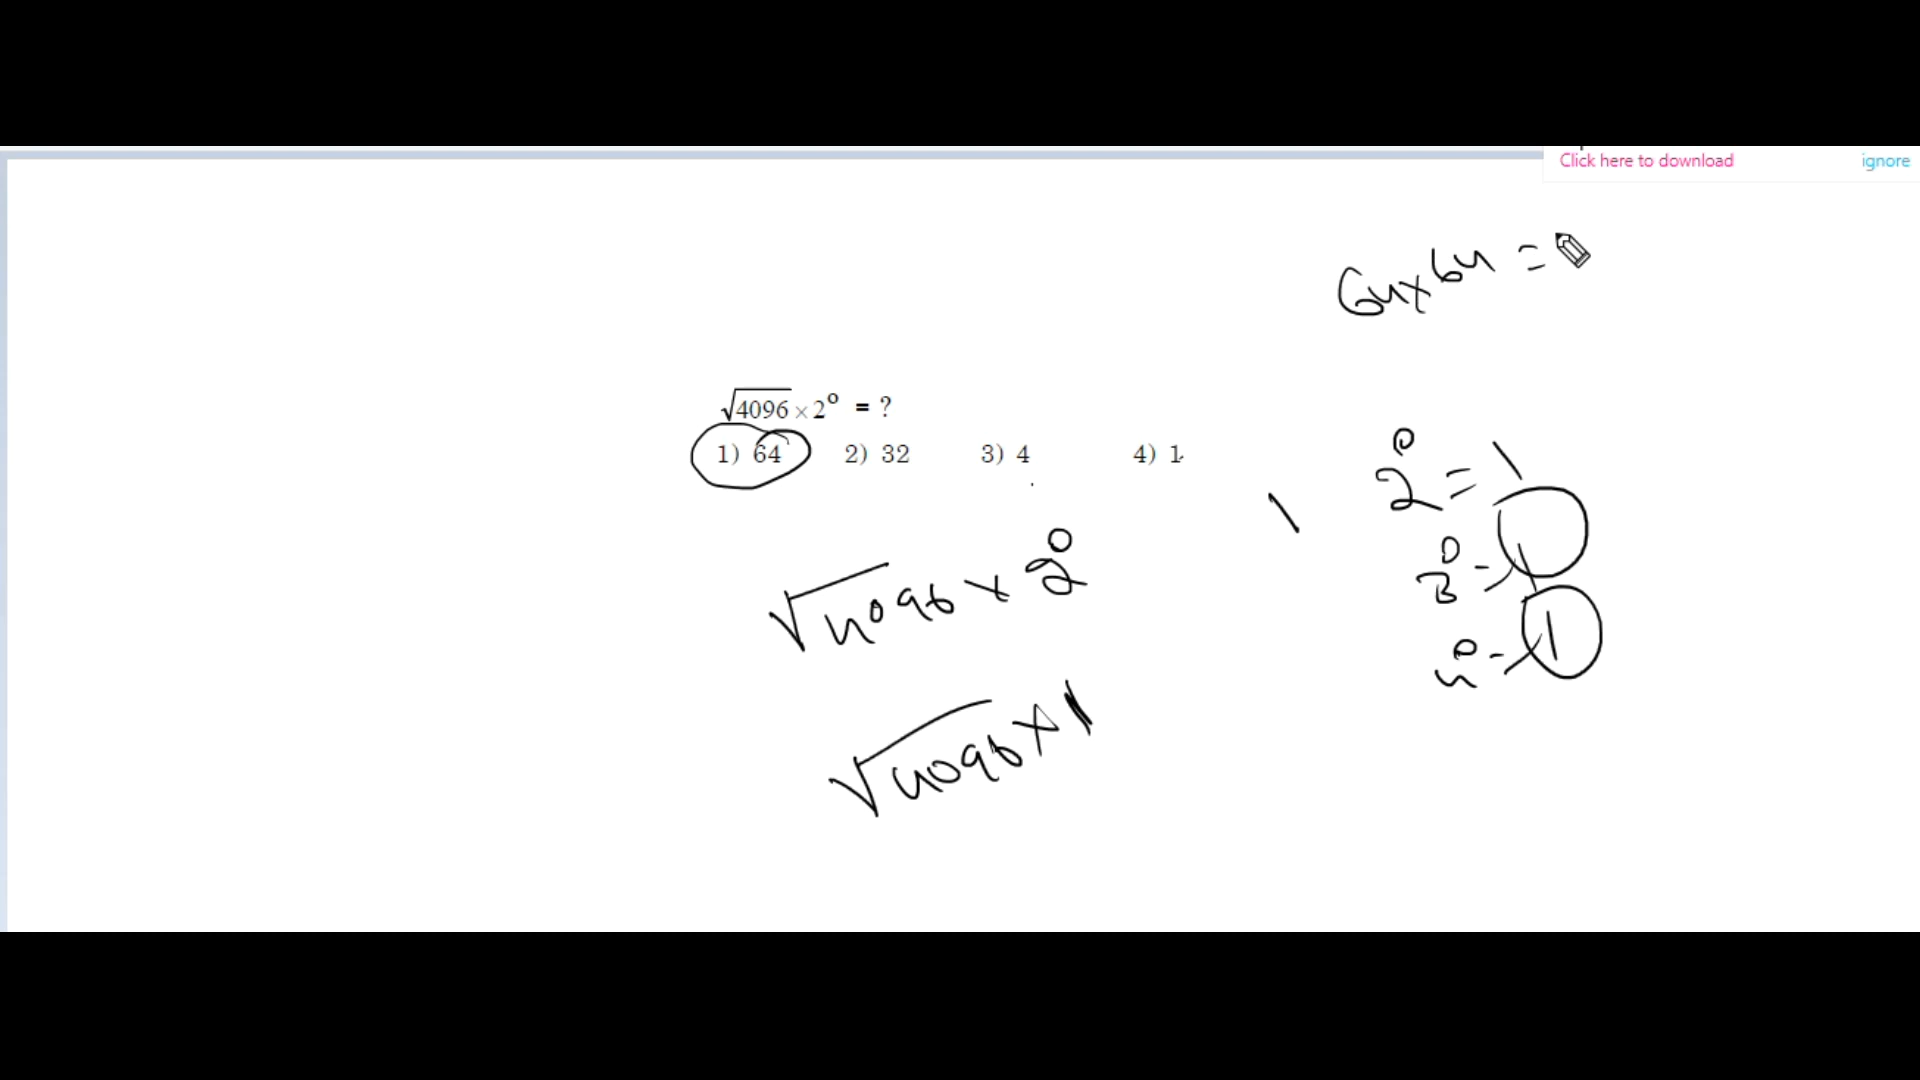 Click here to download ignore
64 × 64 =
√4096 × 2⁰ = ?
1) 64 2) 32 3) 4 4) 1
2⁰ = 1
1
3⁰ - 1
√4096 × 2⁰
4⁰ - 1
√4096 × 1